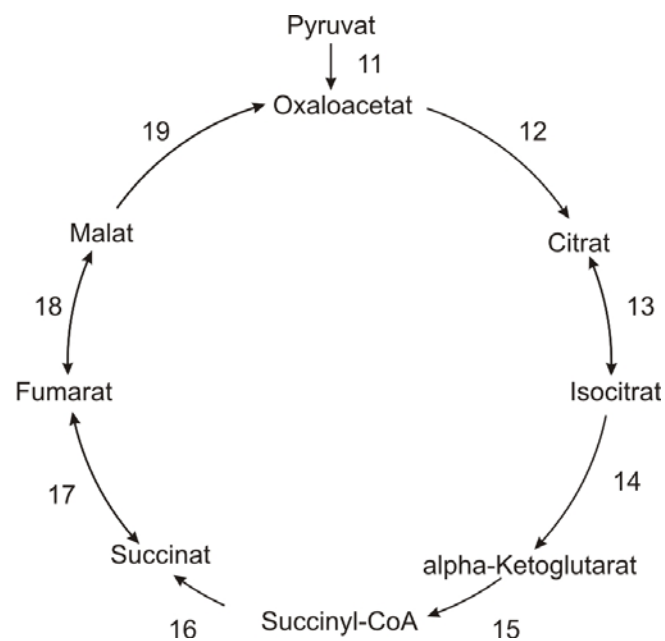 Pyruvat
11
Oxaloacetat
12
19
Malat
Citrat
18
13
Fumarat
Isocitrat
17
14
Succinat
alpha-Ketoglutarat
16
Succinyl-CoA
15